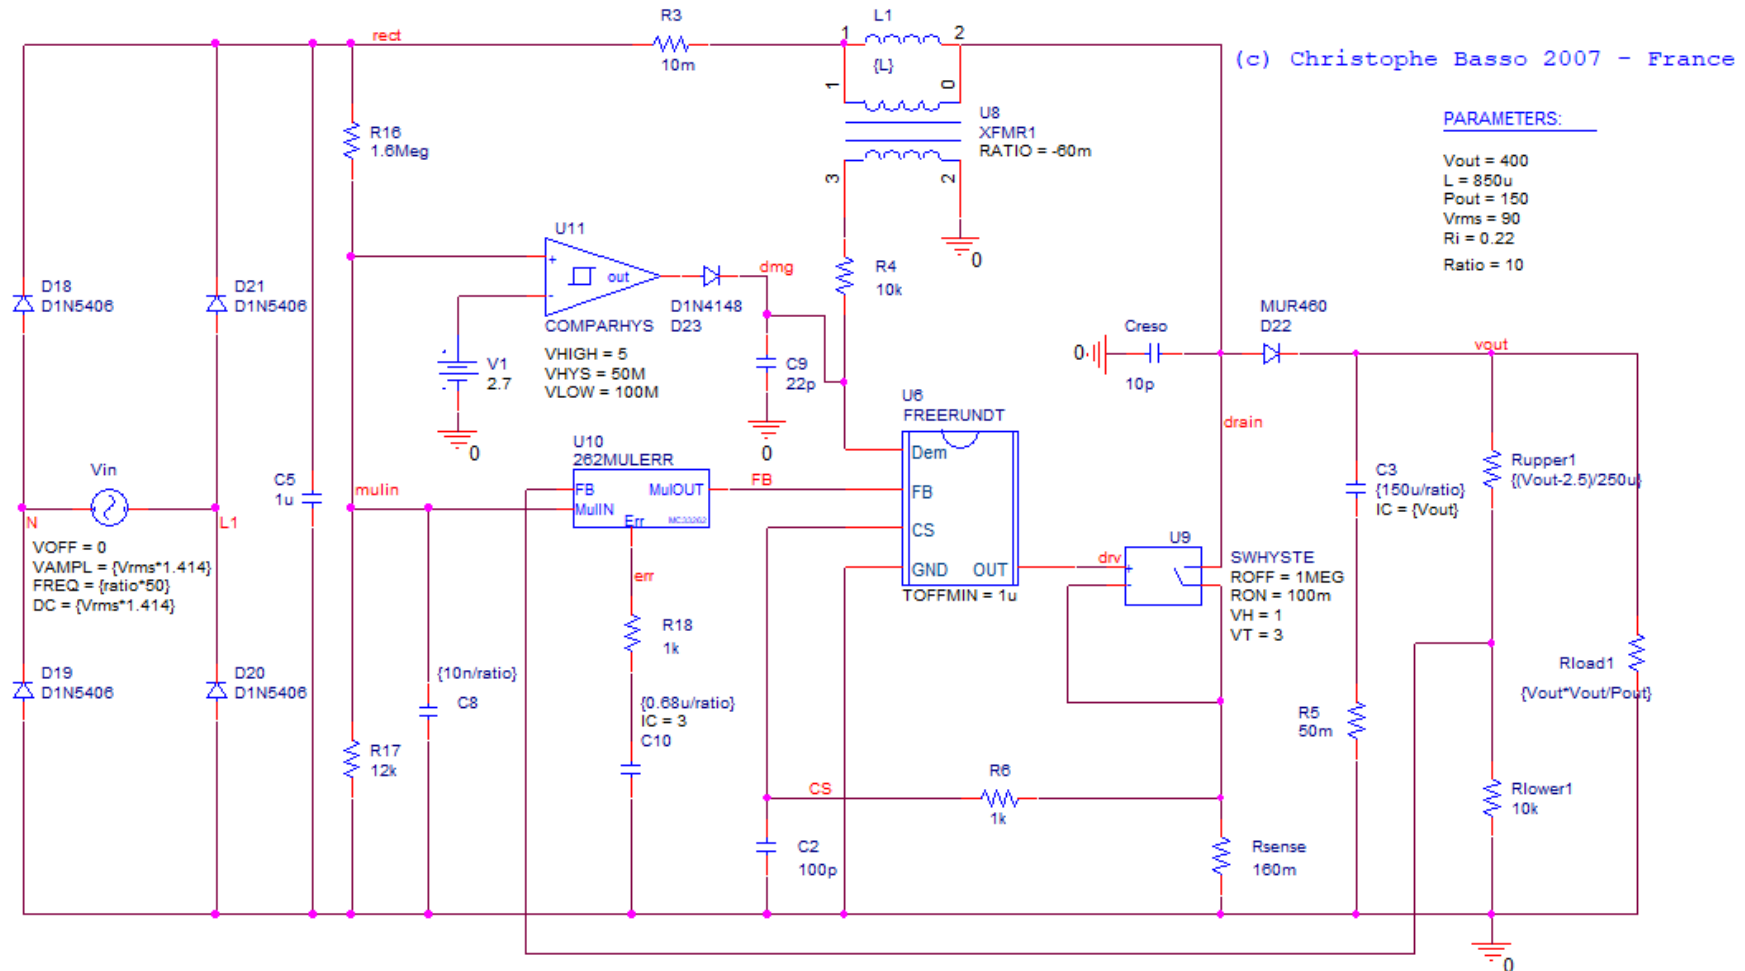 rect
R3
10m
1
L1
2
{L}
(c) Christophe Basso 2007 - France
1
0
U8
XFMR1
RATIO = -60m
3
2
0
PARAMETERS:
Vout = 400
L = 850u
Pout = 150
Vrms = 90
Ri = 0.22
Ratio = 10
R16
1.6Meg
U11
+
-
out
COMPARHYS
VHIGH = 5
VHYS = 50M
VLOW = 100M
D1N4148
D23
dmg
R4
10k
D18
D1N5406
D21
D1N5406
V1
2.7
0
C9
22p
0
Creso
0
10p
MUR460
D22
vout
drain
U6
FREERUNDT
Dem
FB
CS
GND
OUT
TOFFMIN = 1u
U10
262MULERR
FB
MulIN
MulOUT
Err
MC33262
FB
Vin
N
L1
VOFF = 0
VAMPL = {Vrms*1.414}
FREQ = {ratio*50}
DC = {Vrms*1.414}
C5
1u
mulin
err
R18
1k
{0.68u/ratio}
IC = 3
C10
{10n/ratio}
C8
drv
U9
+
-
SWHYSTE
ROFF = 1MEG
RON = 100m
VH = 1
VT = 3
C3
{150u/ratio}
IC = {Vout}
Rupper1
{(Vout-2.5)/250u}
Rload1
{Vout*Vout/Pout}
D19
D1N5406
D20
D1N5406
R17
12k
R5
50m
CS
R6
1k
Rlower1
10k
C2
100p
Rsense
160m
0